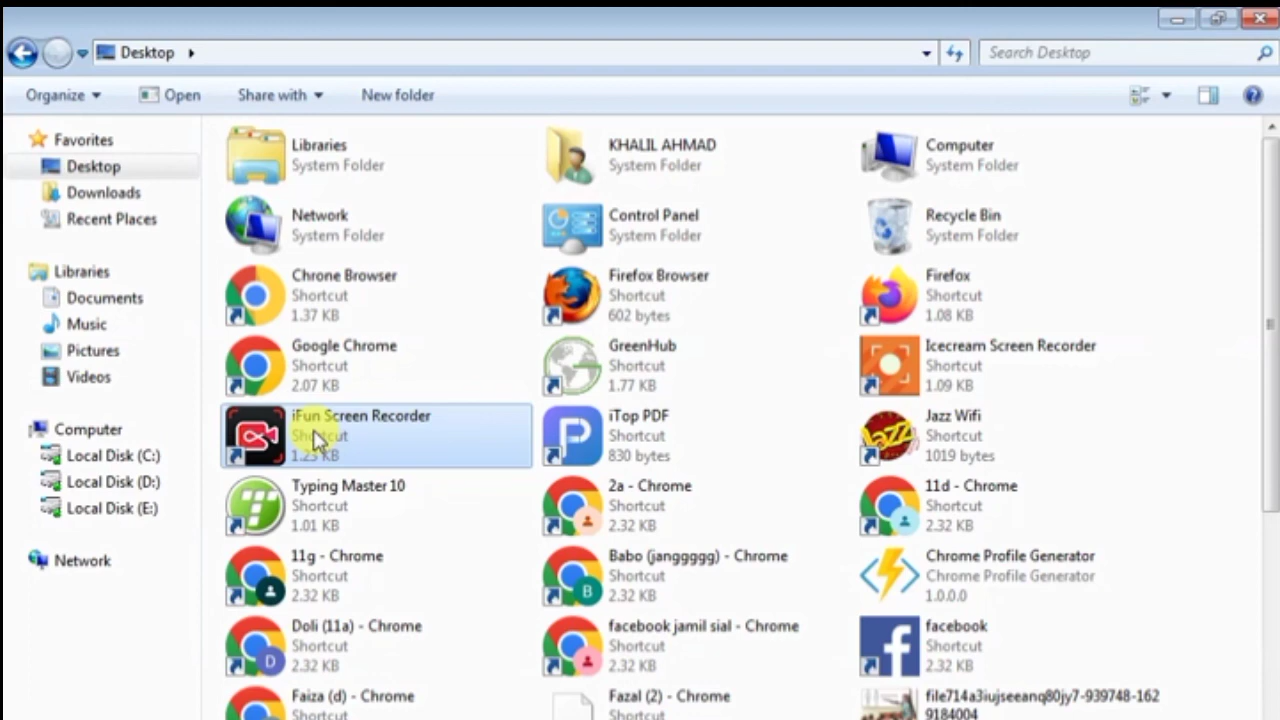 Desktop
Search Desktop
Organize
Open
Share with
New folder
Favorites
Desktop
Downloads
Recent Places
Libraries
Documents
Music
Pictures
Videos
Computer
Local Disk (C:)
Local Disk (D:)
Local Disk (E:)
Network
Libraries
System Folder
KHALIL AHMAD
System Folder
Computer
System Folder
Network
System Folder
Control Panel
System Folder
Recycle Bin
System Folder
Chrone Browser
Shortcut
1.37 KB
Firefox Browser
Shortcut
602 bytes
Firefox
Shortcut
1.08 KB
Google Chrome
Shortcut
2.07 KB
GreenHub
Shortcut
1.77 KB
Icecream Screen Recorder
Shortcut
1.09 KB
iFun Screen Recorder
Shortcut
1.23 KB
iTop PDF
Shortcut
830 bytes
Jazz Wifi
Shortcut
1019 bytes
Typing Master 10
Shortcut
1.01 KB
2a - Chrome
Shortcut
2.32 KB
11d - Chrome
Shortcut
2.32 KB
11g - Chrome
Shortcut
2.32 KB
B
Babo (janggggg) - Chrome
Shortcut
2.32 KB
Chrome Profile Generator
Chrome Profile Generator
1.0.0.0
D
Doli (11a) - Chrome
Shortcut
2.32 KB
facebook jamil sial - Chrome
Shortcut
2.32 KB
facebook
Shortcut
2.32 KB
Faiza (d) - Chrome
Shortcut
Fazal (2) - Chrome
Shortcut
file714a3iujseeanq80jy7-939748-162
9184004